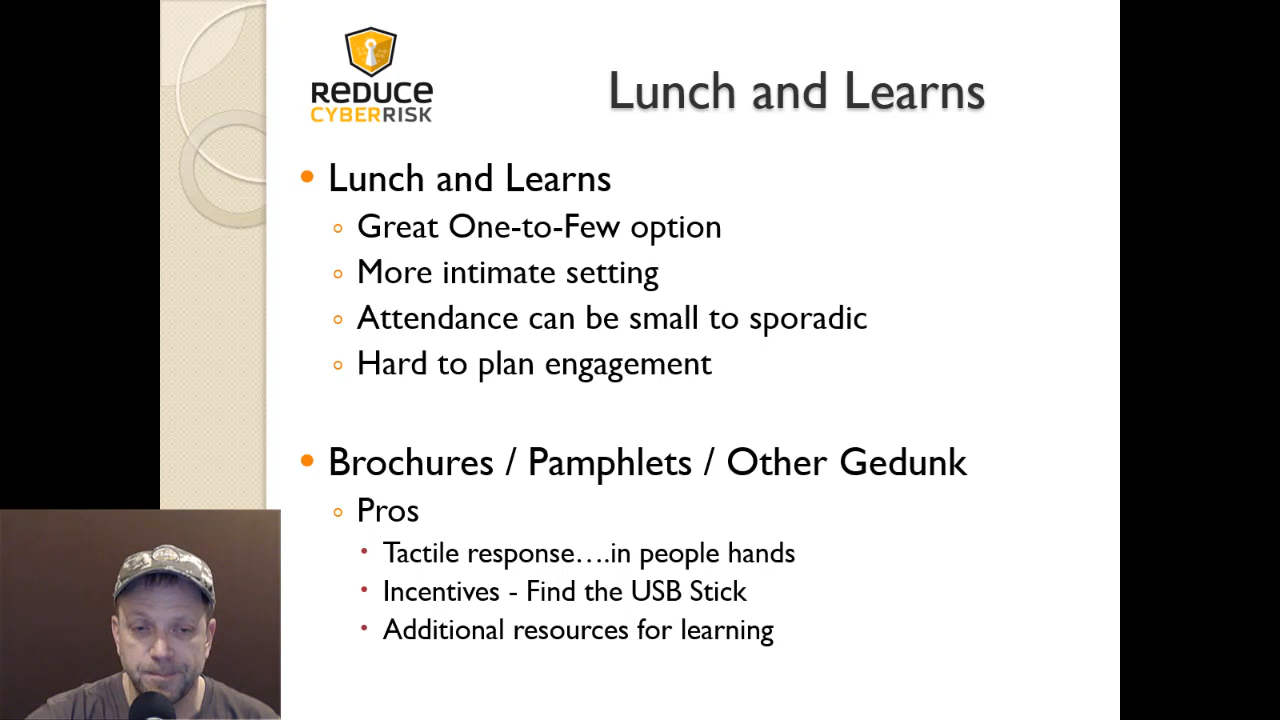 REDUCE
CYBERRISK
Lunch and Learns
• Lunch and Learns
◦ Great One-to-Few option
◦ More intimate setting
◦ Attendance can be small to sporadic
◦ Hard to plan engagement
• Brochures / Pamphlets / Other Gedunk
◦ Pros
• Tactile response….in people hands
• Incentives - Find the USB Stick
• Additional resources for learning